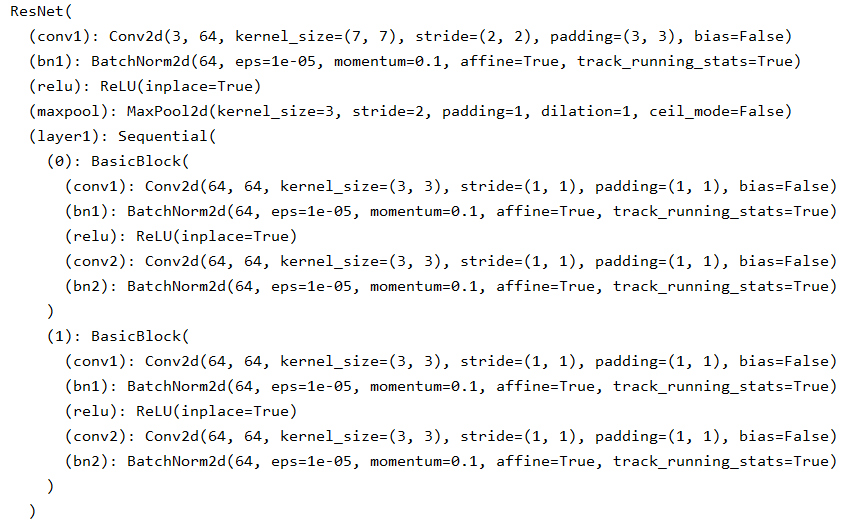 ResNet(
  (conv1): Conv2d(3, 64, kernel_size=(7, 7), stride=(2, 2), padding=(3, 3), bias=False)
  (bn1): BatchNorm2d(64, eps=1e-05, momentum=0.1, affine=True, track_running_stats=True)
  (relu): ReLU(inplace=True)
  (maxpool): MaxPool2d(kernel_size=3, stride=2, padding=1, dilation=1, ceil_mode=False)
  (layer1): Sequential(
    (0): BasicBlock(
      (conv1): Conv2d(64, 64, kernel_size=(3, 3), stride=(1, 1), padding=(1, 1), bias=False)
      (bn1): BatchNorm2d(64, eps=1e-05, momentum=0.1, affine=True, track_running_stats=True)
      (relu): ReLU(inplace=True)
      (conv2): Conv2d(64, 64, kernel_size=(3, 3), stride=(1, 1), padding=(1, 1), bias=False)
      (bn2): BatchNorm2d(64, eps=1e-05, momentum=0.1, affine=True, track_running_stats=True)
    )
    (1): BasicBlock(
      (conv1): Conv2d(64, 64, kernel_size=(3, 3), stride=(1, 1), padding=(1, 1), bias=False)
      (bn1): BatchNorm2d(64, eps=1e-05, momentum=0.1, affine=True, track_running_stats=True)
      (relu): ReLU(inplace=True)
      (conv2): Conv2d(64, 64, kernel_size=(3, 3), stride=(1, 1), padding=(1, 1), bias=False)
      (bn2): BatchNorm2d(64, eps=1e-05, momentum=0.1, affine=True, track_running_stats=True)
    )
  )